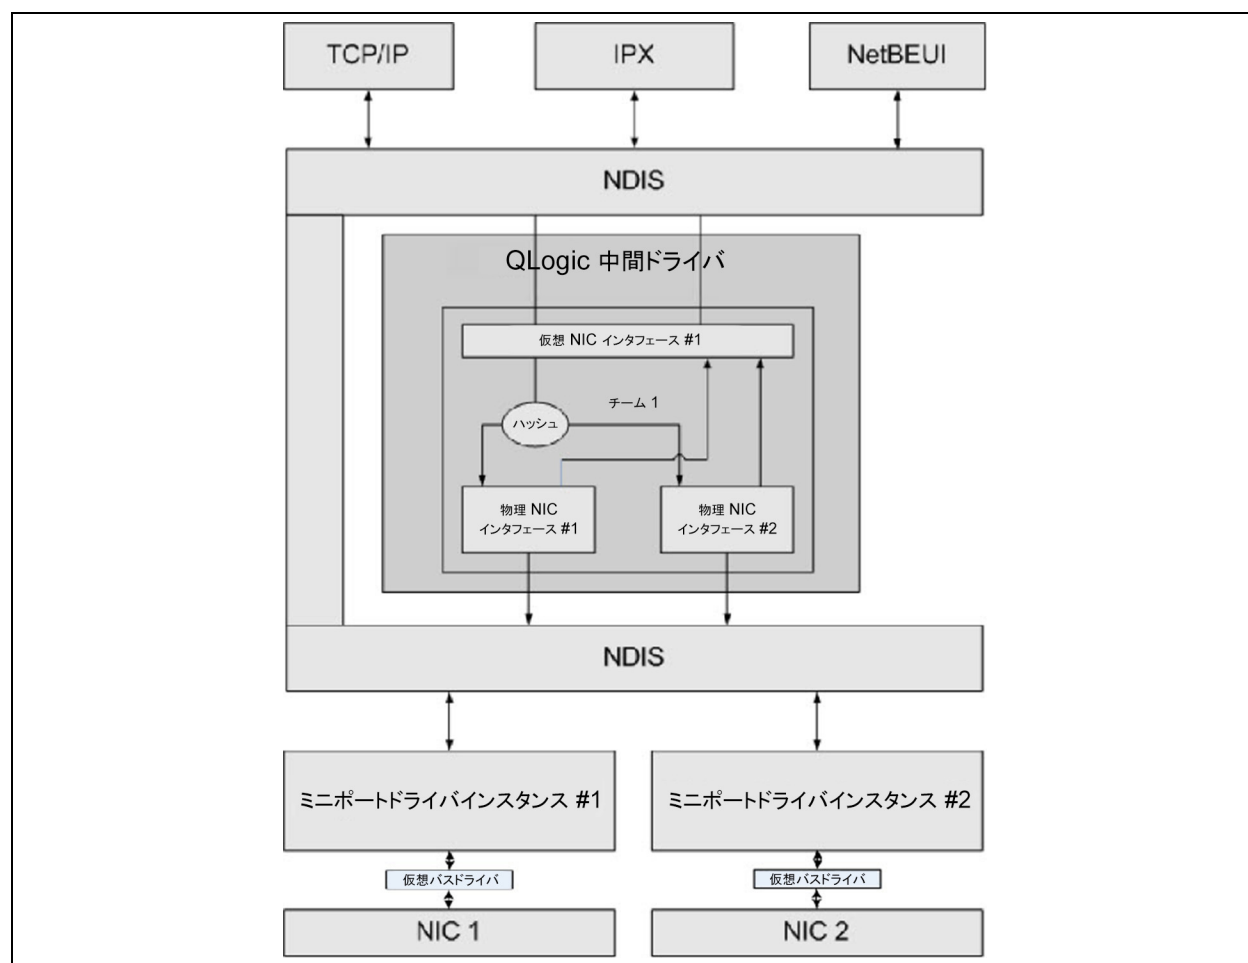 TCP/IP
IPX
NetBEUI
NDIS
QLogic 中間ドライバ
仮想 NIC インタフェース #1
チーム 1
ハッシュ
物理 NIC
インタフェース #1
物理 NIC
インタフェース #2
NDIS
ミニポートドライバインスタンス #1
ミニポートドライバインスタンス #2
仮想バスドライバ
仮想バスドライバ
NIC 1
NIC 2